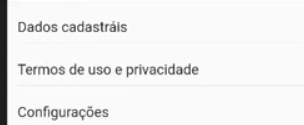 Dados cadastráis
Termos de uso e privacidade
Configurações